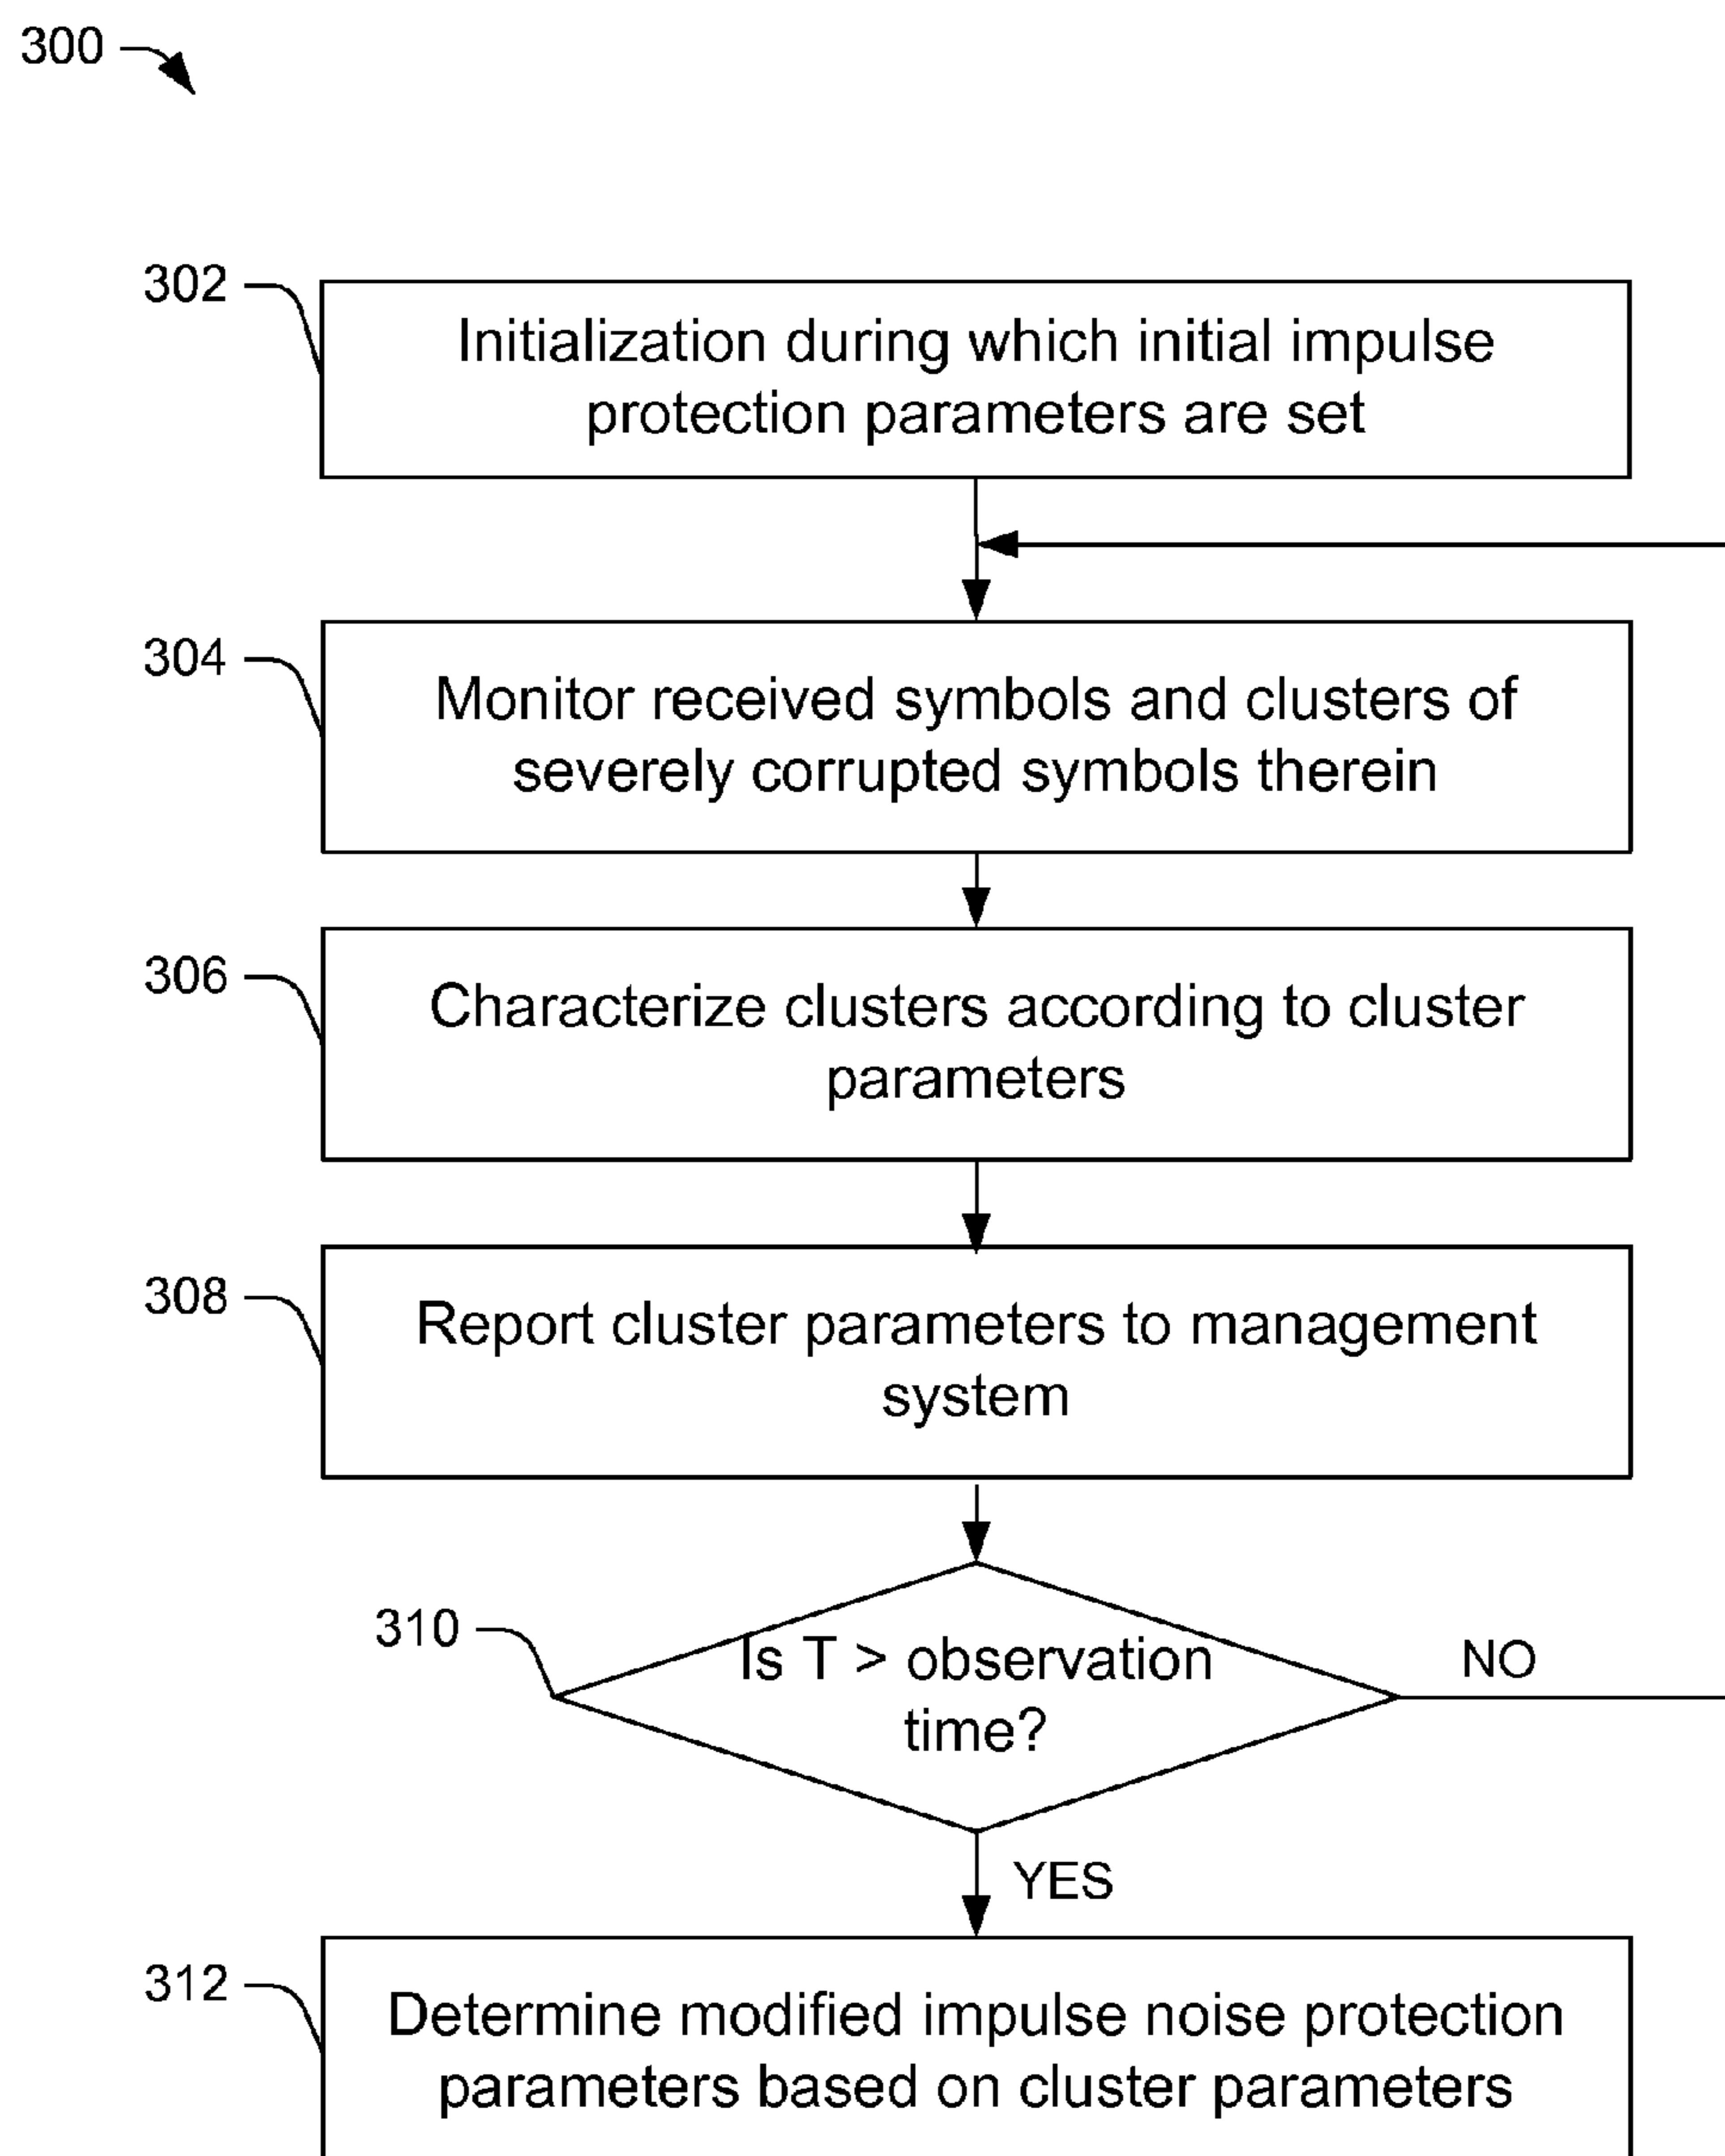 300
302
Initialization during which initial impulse
protection parameters are set
304
Monitor received symbols and clusters of
severely corrupted symbols therein
306
Characterize clusters according to cluster
parameters
308
Report cluster parameters to management
system
310
Is T > observation
time?
NO
YES
312
Determine modified impulse noise protection
parameters based on cluster parameters